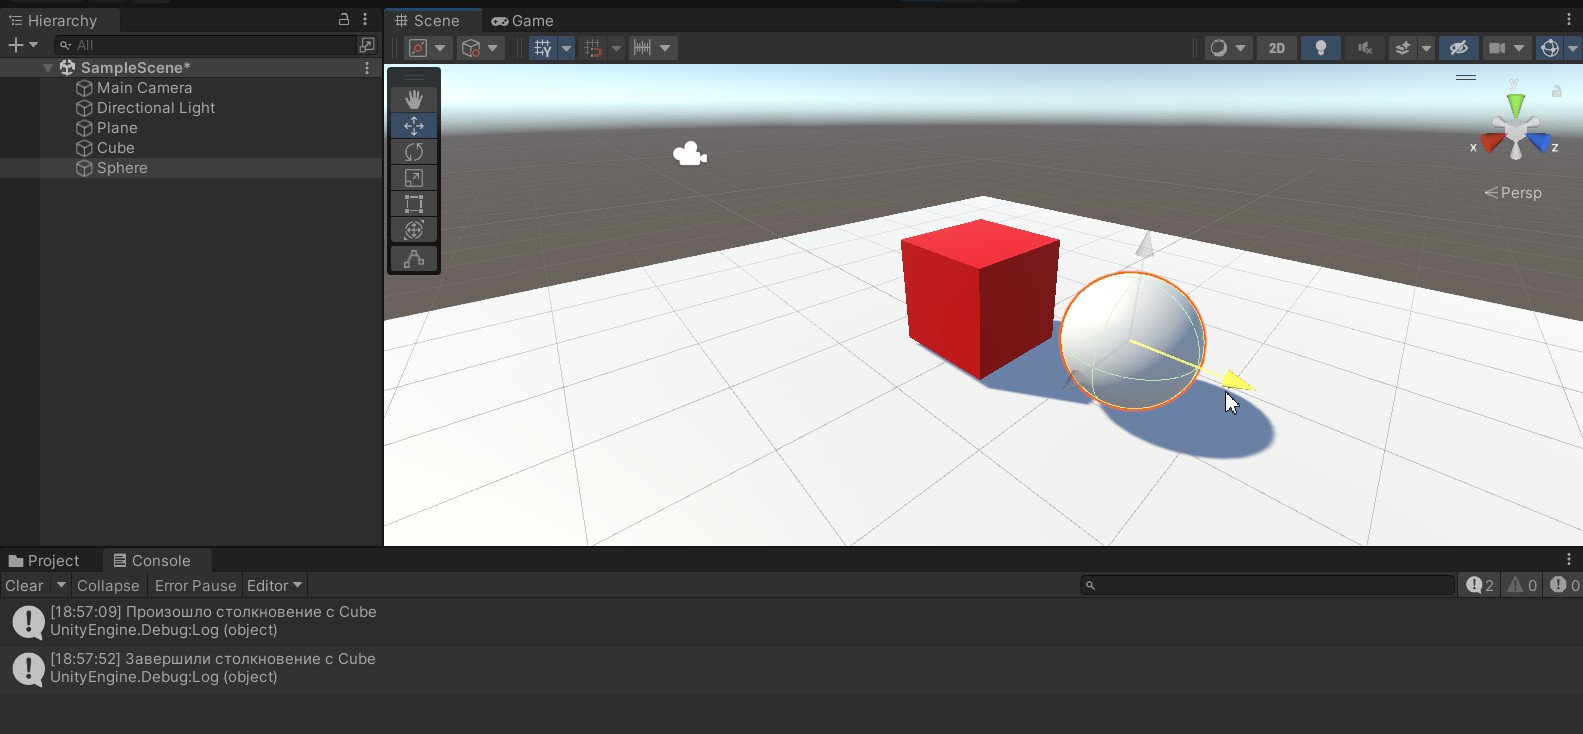 Hierarchy
All
SampleScene*
Main Camera
Directional Light
Plane
Cube
Sphere
Scene
Game
2D
y
x
z
Persp
Project
Console
Clear
Collapse
Error Pause
Editor
2
0
0
[18:57:09] Произошло столкновение с Cube
UnityEngine.Debug:Log (object)
[18:57:52] Завершили столкновение с Cube
UnityEngine.Debug:Log (object)